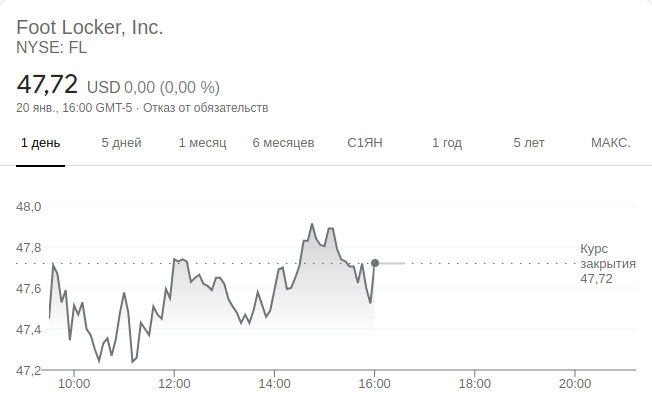 Foot Locker, Inc.
NYSE: FL
47,72 USD 0,00 (0,00 %)
20 янв., 16:00 GMT-5 · Отказ от обязательств
1 день 5 дней 1 месяц 6 месяцев С1ЯН 1 год 5 лет МАКС.
48,0
47,8
Курс
закрытия
47,72
47,6
47,4
47,2
10:00 12:00 14:00 16:00 18:00 20:00